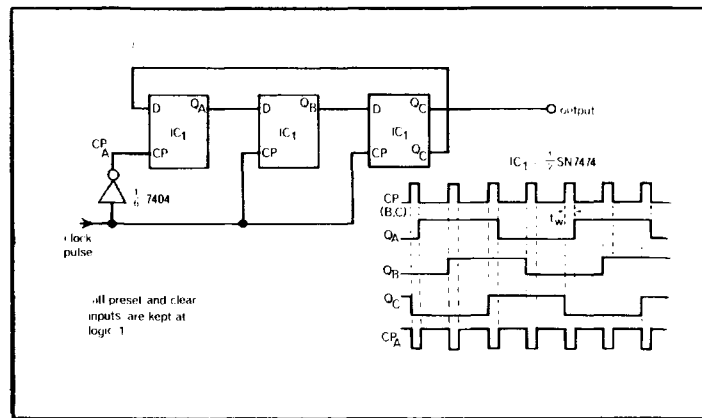 D Q_A
D Q_B
D Q_C
output
IC_1
IC_1
IC_1
CP_A
CP
CP
CP
Q_C
1/6 7404
IC_1 - 1/2 SN7474
clock
pulse
CP
(B,C)
t_w
Q_A
Q_B
all preset and clear
inputs are kept at
logic 1
Q_C
CP_A